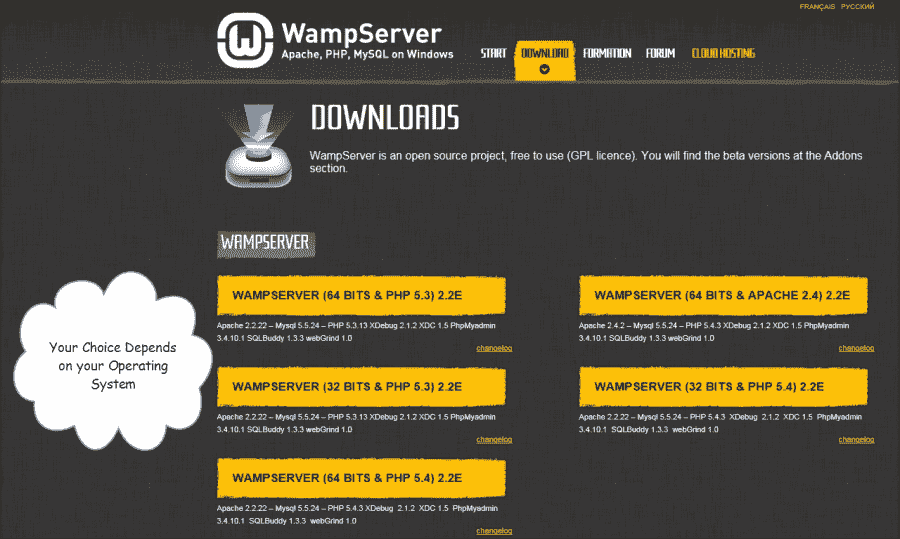 FRANÇAIS РУССКИЙ
WampServer
Apache, PHP, MySQL on Windows
START DOWNLOAD FORMATION FORUM CLOUD HOSTING
DOWNLOADS
WampServer is an open source project, free to use (GPL licence). You will find the beta versions at the Addons
section.
WAMPSERVER
WAMPSERVER (64 BITS & PHP 5.3) 2.2E
Apache 2.2.22 – Mysql 5.5.24 – PHP 5.3.13 XDebug 2.1.2 XDC 1.5 PhpMyadmin
3.4.10.1 SQLBuddy 1.3.3 webGrind 1.0
changelog
WAMPSERVER (64 BITS & APACHE 2.4) 2.2E
Apache 2.4.2 – Mysql 5.5.24 – PHP 5.4.3 XDebug 2.1.2 XDC 1.5 PhpMyadmin
3.4.10.1 SQLBuddy 1.3.3 webGrind 1.0
changelog
Your Choice Depends
on your Operating
System
WAMPSERVER (32 BITS & PHP 5.3) 2.2E
Apache 2.2.22 – Mysql 5.5.24 – PHP 5.3.13 XDebug 2.1.2 XDC 1.5 PhpMyadmin
3.4.10.1 SQLBuddy 1.3.3 webGrind 1.0
changelog
WAMPSERVER (32 BITS & PHP 5.4) 2.2E
Apache 2.2.22 – Mysql 5.5.24 – PHP 5.4.3 XDebug 2.1.2 XDC 1.5 PhpMyadmin
3.4.10.1 SQLBuddy 1.3.3 webGrind 1.0
changelog
WAMPSERVER (64 BITS & PHP 5.4) 2.2E
Apache 2.2.22 – Mysql 5.5.24 – PHP 5.4.3 XDebug 2.1.2 XDC 1.5 PhpMyadmin
3.4.10.1 SQLBuddy 1.3.3 webGrind 1.0
changelog